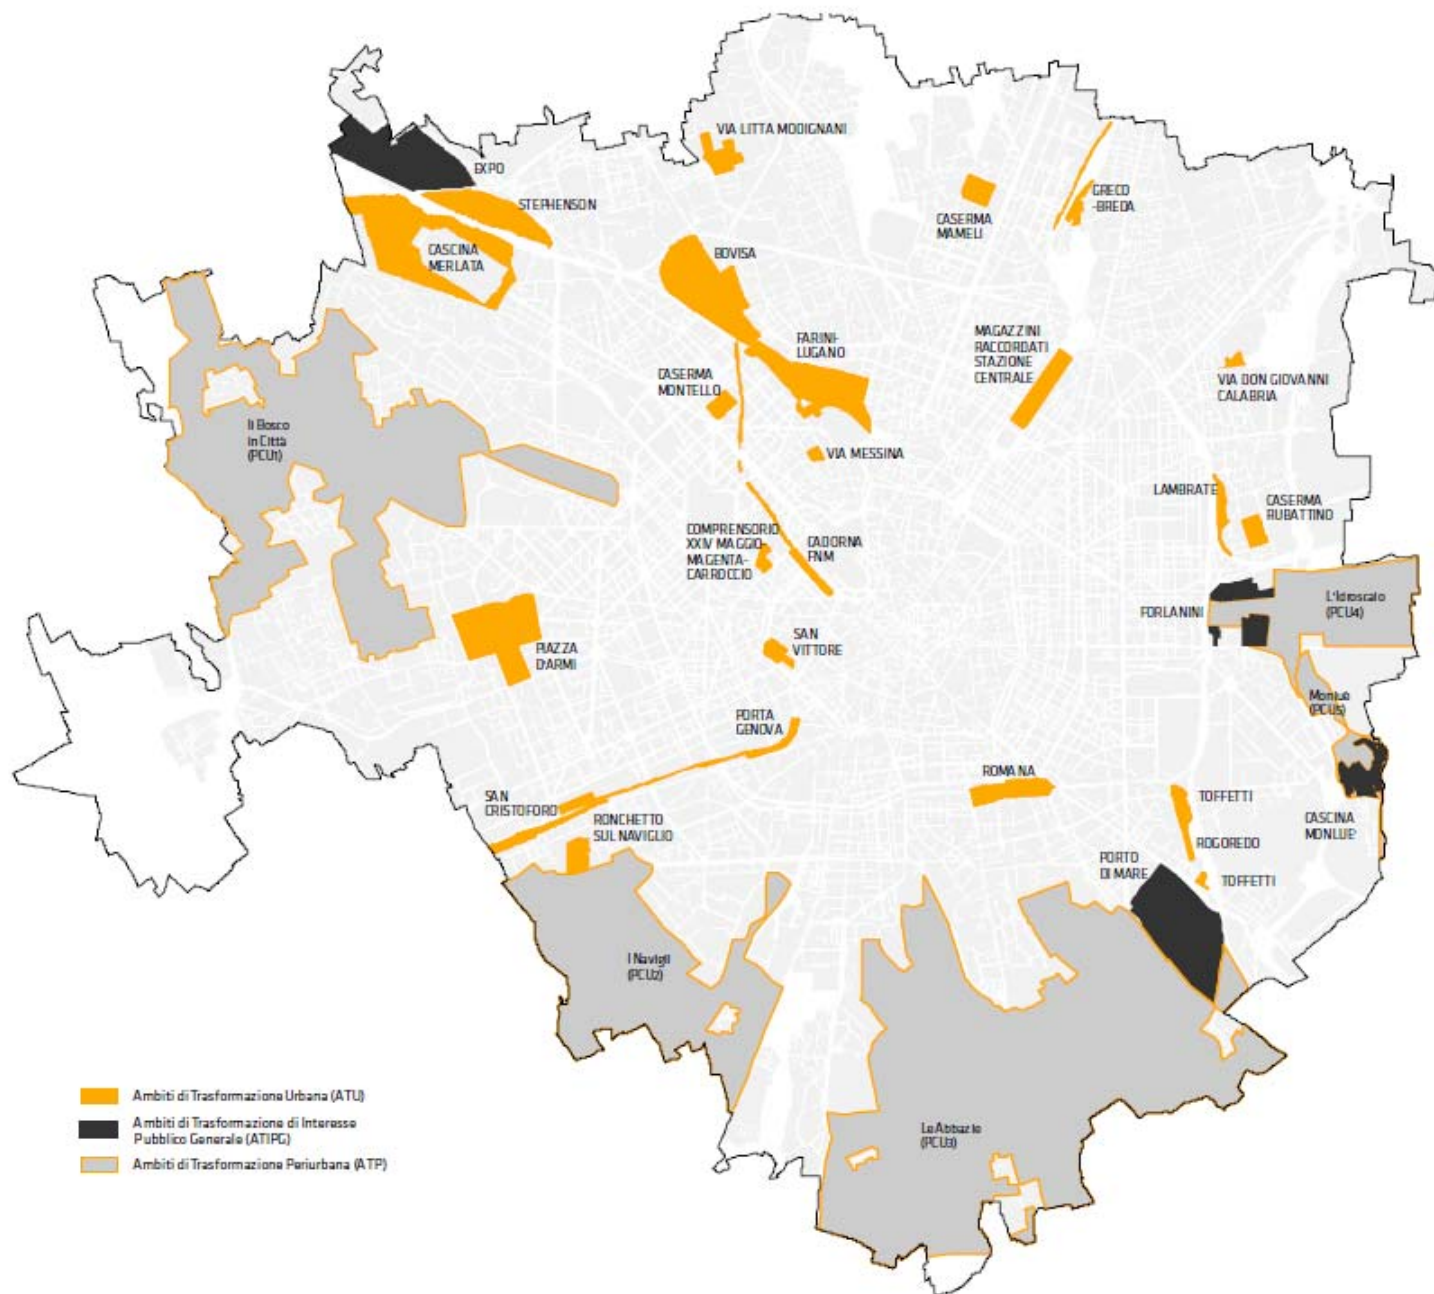 VIA LITTA MODIGNANI
EXPO
STEPHENSON
CASCINA
MERLATA
BOVISA
CASERMA
MAMELI
GRECO
-BREDA
FARINI-
LUGANO
MAGAZZINI
RACCORDATI
STAZIONE
CENTRALE
CASERMA
MONTELLO
VIA DON GIOVANNI
CALABRIA
Il Bosco
in Città
(PCU1)
VIA MESSINA
LAMBRATE
CASERMA
RUBATTINO
COMPRENSORIO
XXIV MAGGIO-
MAGENTA-
CARROCCIO
CADORNA
FNM
FORLANINI
L'Idroscalo
(PCU4)
PIAZZA
D'ARMI
SAN
VITTORE
Monluè
(PCU5)
PORTA
GENOVA
ROMANA
SAN
CRISTOFORO
RONCHETTO
SUL NAVIGLIO
TOFFETTI
CASCINA
MONLUE'
ROGOREDO
PORTO
DI MARE
TOFFETTI
I Navigli
(PCU2)
Le Abbazie
(PCU3)
Ambiti di Trasformazione Urbana (ATU)
Ambiti di Trasformazione di Interesse
Pubblico Generale (ATIPG)
Ambiti di Trasformazione Periurbana (ATP)